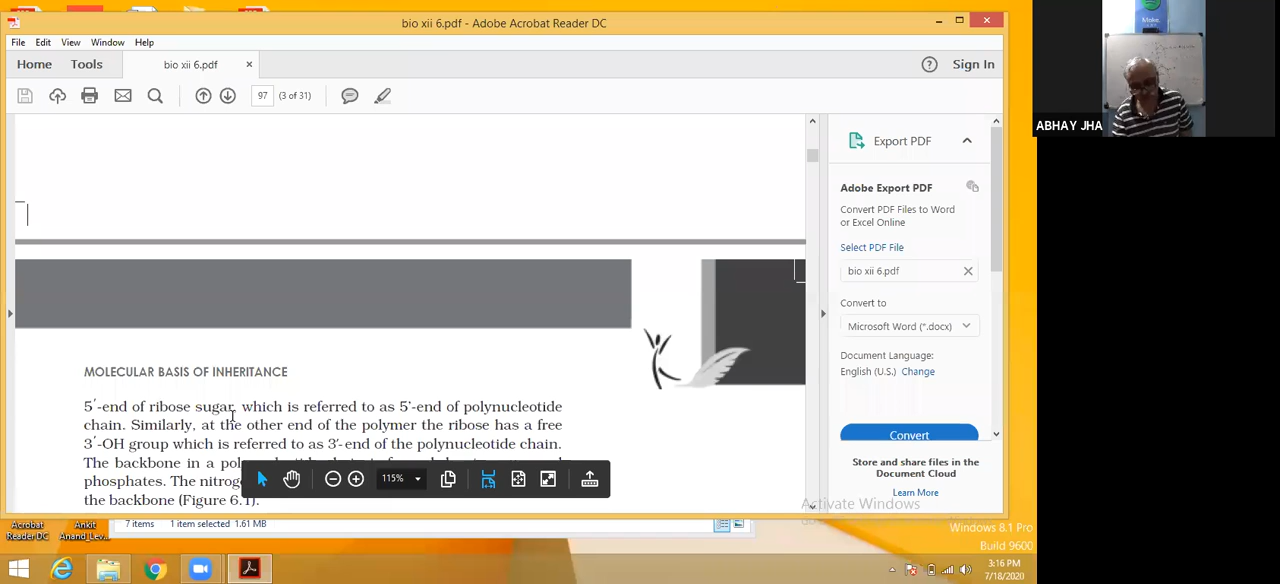 bio xii 6.pdf - Adobe Acrobat Reader DC
File Edit View Window Help
Home Tools bio xii 6.pdf × Sign In
97 (3 of 31)
Export PDF
Adobe Export PDF
Convert PDF Files to Word
or Excel Online
Select PDF File
bio xii 6.pdf
Convert to
Microsoft Word (*.docx)
Document Language:
English (U.S.) Change
Convert
Store and share files in the
Document Cloud
Learn More
MOLECULAR BASIS OF INHERITANCE
5′-end of ribose sugar, which is referred to as 5'-end of polynucleotide
chain. Similarly, at the other end of the polymer the ribose has a free
3′-OH group which is referred to as 3′-end of the polynucleotide chain.
The backbone in a
phosphates. The
the backbone (Figure 6.1).
115%
Activate Windows
7 items 1 item selected 1.61 MB
Acrobat
Reader DC
Ankit
Anand_Lev...
Windows 8.1 Pro
Build 9600
3:16 PM
7/18/2020
ABHAY JHA
Make